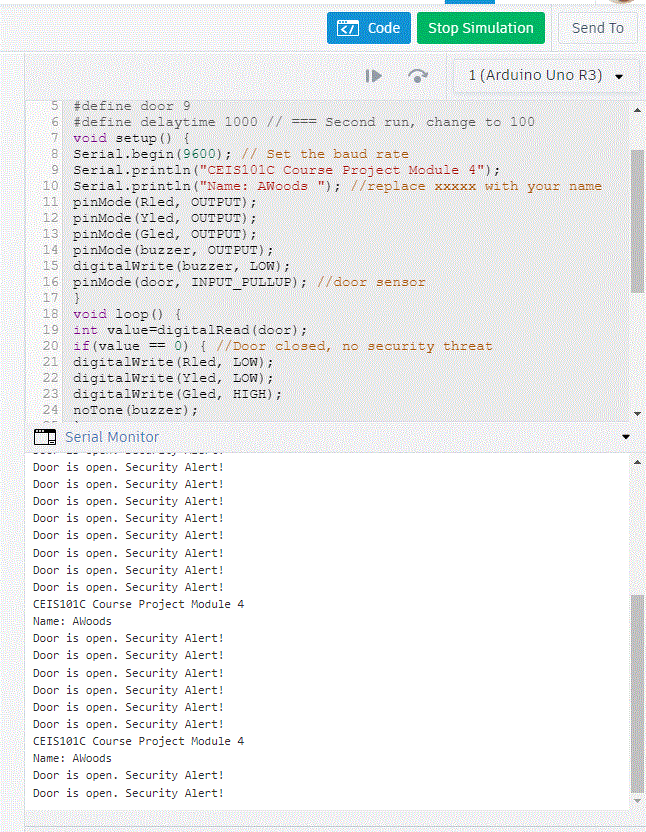 Code
Stop Simulation
Send To
1 (Arduino Uno R3)
5 #define door 9
6 #define delaytime 1000 // === Second run, change to 100
7 void setup() {
8 Serial.begin(9600); // Set the baud rate
9 Serial.println("CEIS101C Course Project Module 4");
10 Serial.println("Name: AWoods "); //replace xxxxx with your name
11 pinMode(Rled, OUTPUT);
12 pinMode(Yled, OUTPUT);
13 pinMode(Gled, OUTPUT);
14 pinMode(buzzer, OUTPUT);
15 digitalWrite(buzzer, LOW);
16 pinMode(door, INPUT_PULLUP); //door sensor
17 }
18 void loop() {
19 int value=digitalRead(door);
20 if(value == 0) { //Door closed, no security threat
21 digitalWrite(Rled, LOW);
22 digitalWrite(Yled, LOW);
23 digitalWrite(Gled, HIGH);
24 noTone(buzzer);
Serial Monitor
Door is open. Security Alert!
Door is open. Security Alert!
Door is open. Security Alert!
Door is open. Security Alert!
Door is open. Security Alert!
Door is open. Security Alert!
Door is open. Security Alert!
Door is open. Security Alert!
CEIS101C Course Project Module 4
Name: AWoods
Door is open. Security Alert!
Door is open. Security Alert!
Door is open. Security Alert!
Door is open. Security Alert!
Door is open. Security Alert!
Door is open. Security Alert!
CEIS101C Course Project Module 4
Name: AWoods
Door is open. Security Alert!
Door is open. Security Alert!